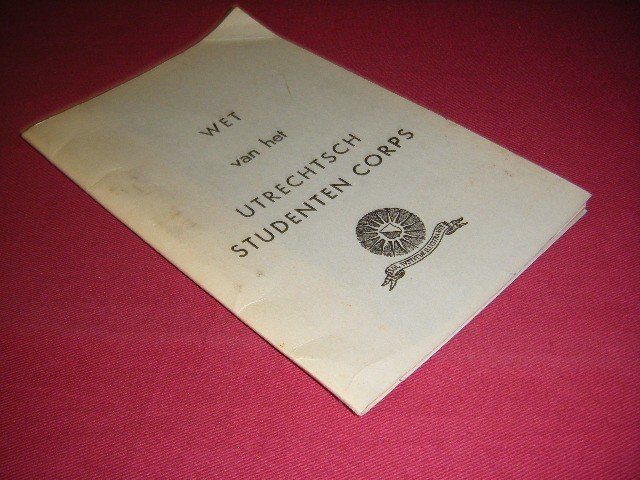 WET
van het
UTRECHTSCH
STUDENTEN CORPS